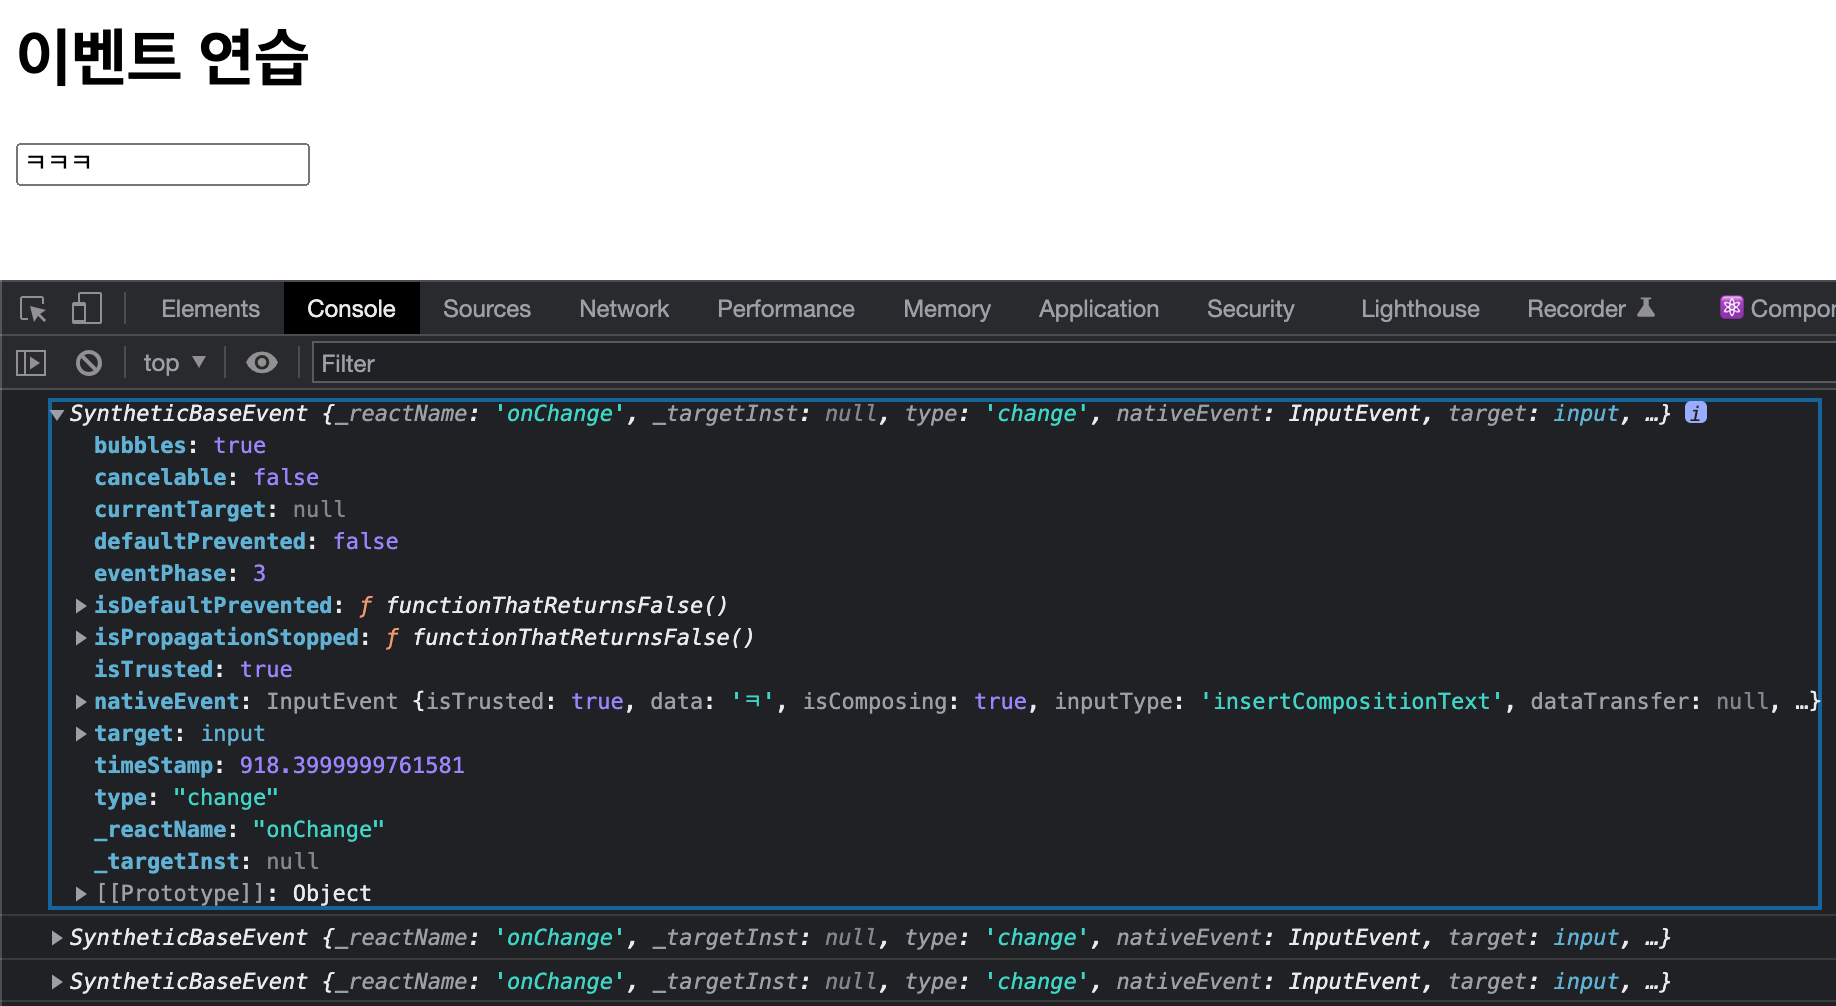 이벤트 연습
ㅋㅋㅋ
Elements Console Sources Network Performance Memory Application Security Lighthouse Recorder
top Filter
SyntheticBaseEvent {_reactName: 'onChange', _targetInst: null, type: 'change', nativeEvent: InputEvent, target: input, …} i
bubbles: true
cancelable: false
currentTarget: null
defaultPrevented: false
eventPhase: 3
isDefaultPrevented: ƒ functionThatReturnsFalse()
isPropagationStopped: ƒ functionThatReturnsFalse()
isTrusted: true
nativeEvent: InputEvent {isTrusted: true, data: 'ㅋ', isComposing: true, inputType: 'insertCompositionText', dataTransfer: null, …}
target: input
timeStamp: 918.3999999761581
type: "change"
_reactName: "onChange"
_targetInst: null
[[Prototype]]: Object
SyntheticBaseEvent {_reactName: 'onChange', _targetInst: null, type: 'change', nativeEvent: InputEvent, target: input, …}
SyntheticBaseEvent {_reactName: 'onChange', _targetInst: null, type: 'change', nativeEvent: InputEvent, target: input, …}